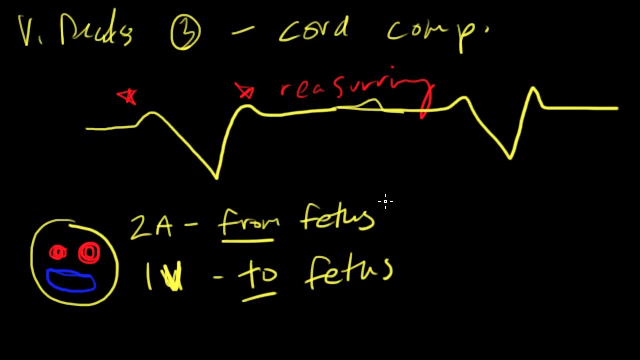 V. Decels ③ - cord comp.
reassuring
2A - from fetus
1V - to fetus